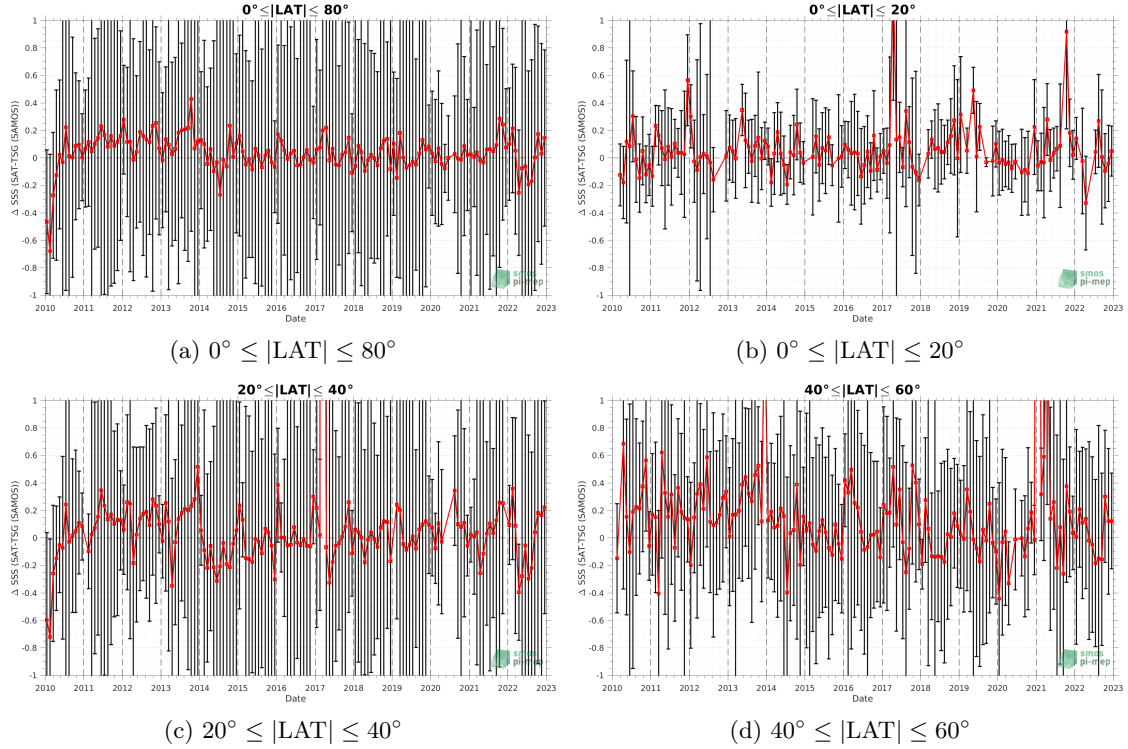 0°≤|LAT|≤ 80°
Δ SSS (SAT-TSG (SAMOS))
1
0.8
0.6
0.4
0.2
0
-0.2
-0.4
-0.6
-0.8
-1
2010 2011 2012 2013 2014 2015 2016 2017 2018 2019 2020 2021 2022 2023
Date
smos
pi-mep
(a) 0° ≤ |LAT| ≤ 80°
0°≤|LAT|≤ 20°
Δ SSS (SAT-TSG (SAMOS))
1
0.8
0.6
0.4
0.2
0
-0.2
-0.4
-0.6
-0.8
-1
2010 2011 2012 2013 2014 2015 2016 2017 2018 2019 2020 2021 2022 2023
Date
smos
pi-mep
(b) 0° ≤ |LAT| ≤ 20°
20°≤|LAT|≤ 40°
Δ SSS (SAT-TSG (SAMOS))
1
0.8
0.6
0.4
0.2
0
-0.2
-0.4
-0.6
-0.8
-1
2010 2011 2012 2013 2014 2015 2016 2017 2018 2019 2020 2021 2022 2023
Date
smos
pi-mep
(c) 20° ≤ |LAT| ≤ 40°
40°≤|LAT|≤ 60°
Δ SSS (SAT-TSG (SAMOS))
1
0.8
0.6
0.4
0.2
0
-0.2
-0.4
-0.6
-0.8
-1
2010 2011 2012 2013 2014 2015 2016 2017 2018 2019 2020 2021 2022 2023
Date
smos
pi-mep
(d) 40° ≤ |LAT| ≤ 60°